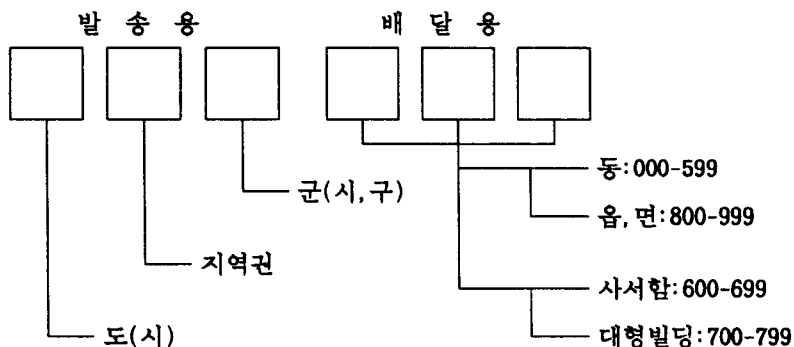 발 송 용 배 달 용
동:000-599
군(시,구)
읍,면:800-999
지역권
사서함:600-699
도(시)
대형빌딩:700-799